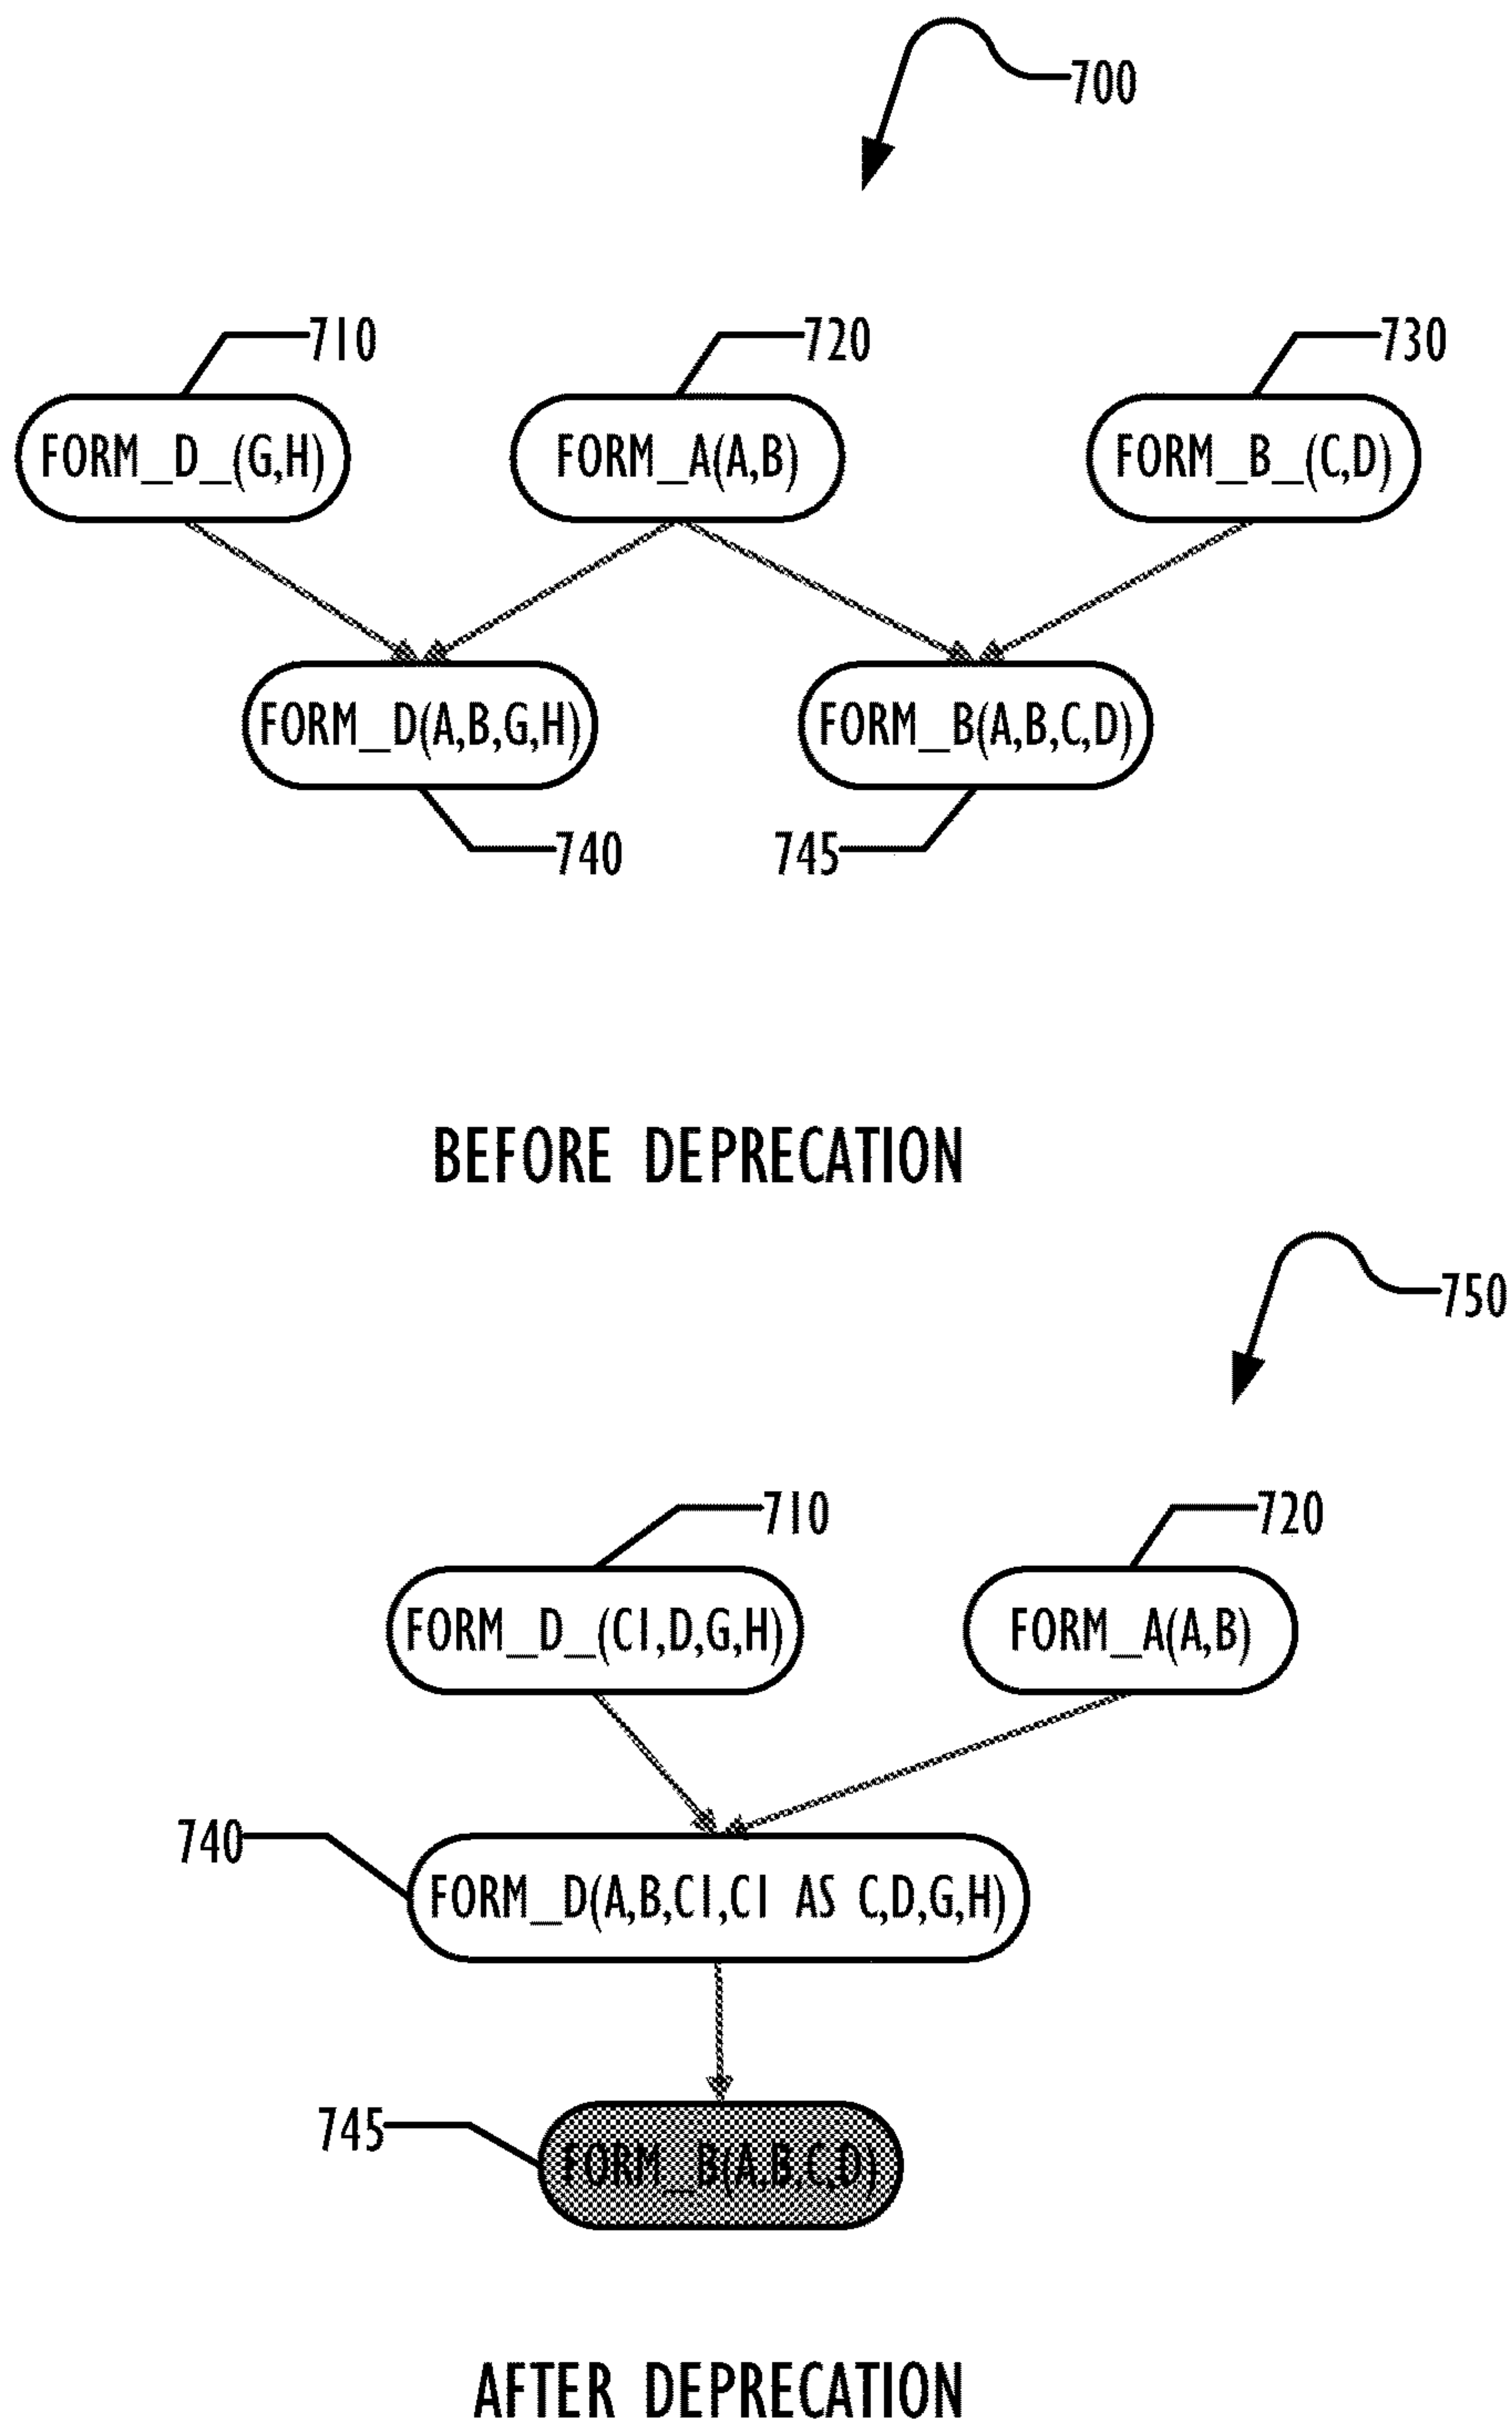 700
710
720
730
FORM_D_(G,H)
FORM_A(A,B)
FORM_B_(C,D)
FORM_D(A,B,G,H)
FORM_B(A,B,C,D)
740
745
BEFORE DEPRECATION
750
710
720
FORM_D_(C1,D,G,H)
FORM_A(A,B)
740
FORM_D(A,B,C1,C1 AS C,D,G,H)
745
FORM_B(A,B,C,D)
AFTER DEPRECATION